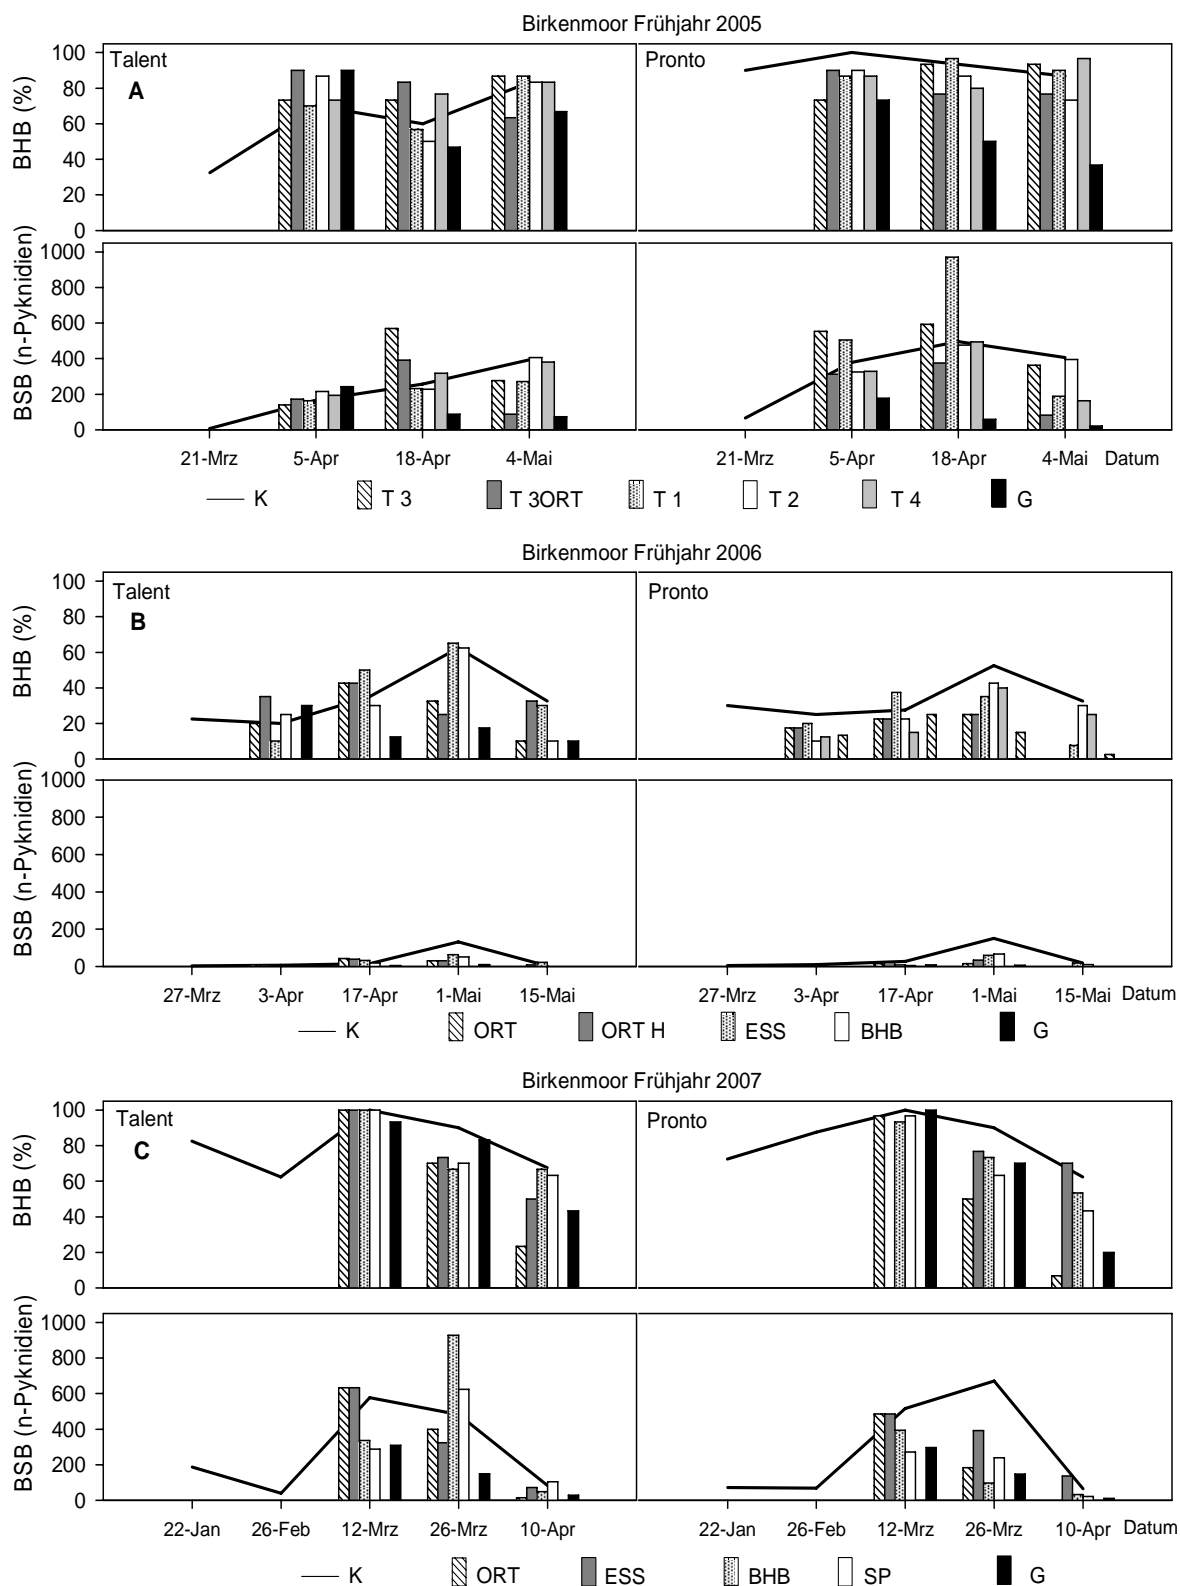 Birkenmoor Frühjahr 2005
Talent
A
Pronto
BHB (%)
100
80
60
40
20
0
BSB (n-Pyknidien)
1000
800
600
400
200
0
21-Mrz 5-Apr 18-Apr 4-Mai 21-Mrz 5-Apr 18-Apr 4-Mai Datum
K T 3 T 3ORT T 1 T 2 T 4 G
Birkenmoor Frühjahr 2006
Talent
B
Pronto
BHB (%)
100
80
60
40
20
0
BSB (n-Pyknidien)
1000
800
600
400
200
0
27-Mrz 3-Apr 17-Apr 1-Mai 15-Mai 27-Mrz 3-Apr 17-Apr 1-Mai 15-Mai Datum
K ORT ORT H ESS BHB G
Birkenmoor Frühjahr 2007
Talent
C
Pronto
BHB (%)
100
80
60
40
20
0
BSB (n-Pyknidien)
1000
800
600
400
200
0
22-Jan 26-Feb 12-Mrz 26-Mrz 10-Apr 22-Jan 26-Feb 12-Mrz 26-Mrz 10-Apr Datum
K ORT ESS BHB SP G